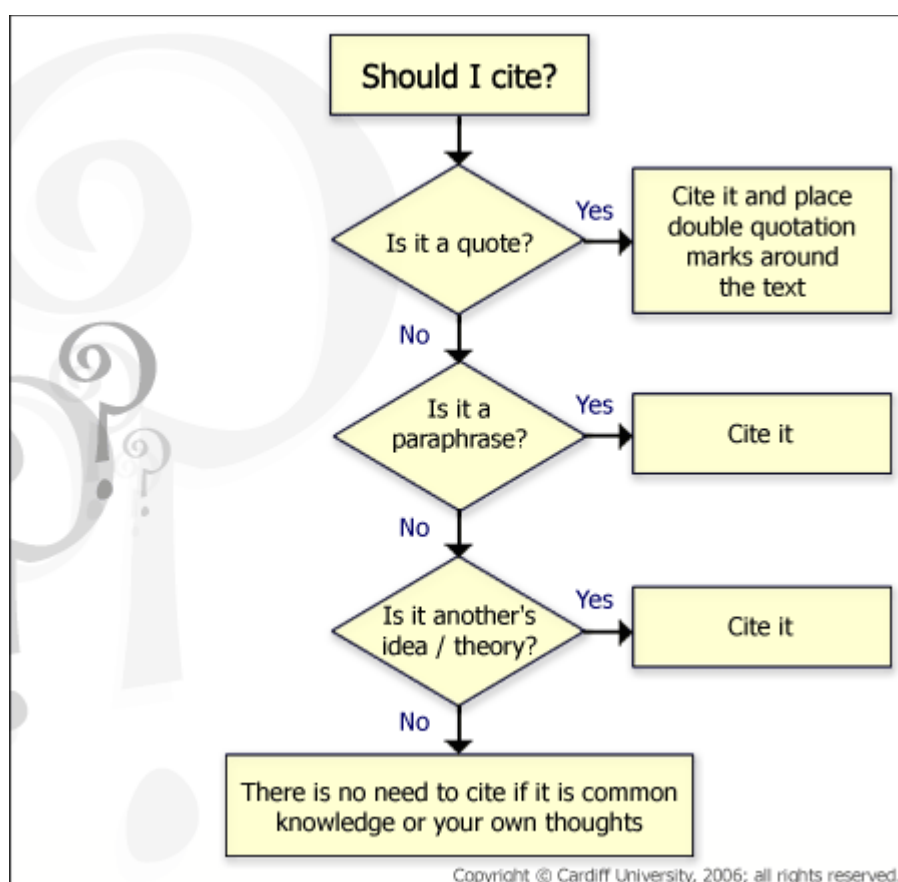 Should I cite?
Is it a quote?
Yes
Cite it and place
double quotation
marks around
the text
No
Is it a
paraphrase?
Yes
Cite it
No
Is it another's
idea / theory?
Yes
Cite it
No
There is no need to cite if it is common
knowledge or your own thoughts
Copyright © Cardiff University, 2006; all rights reserved.